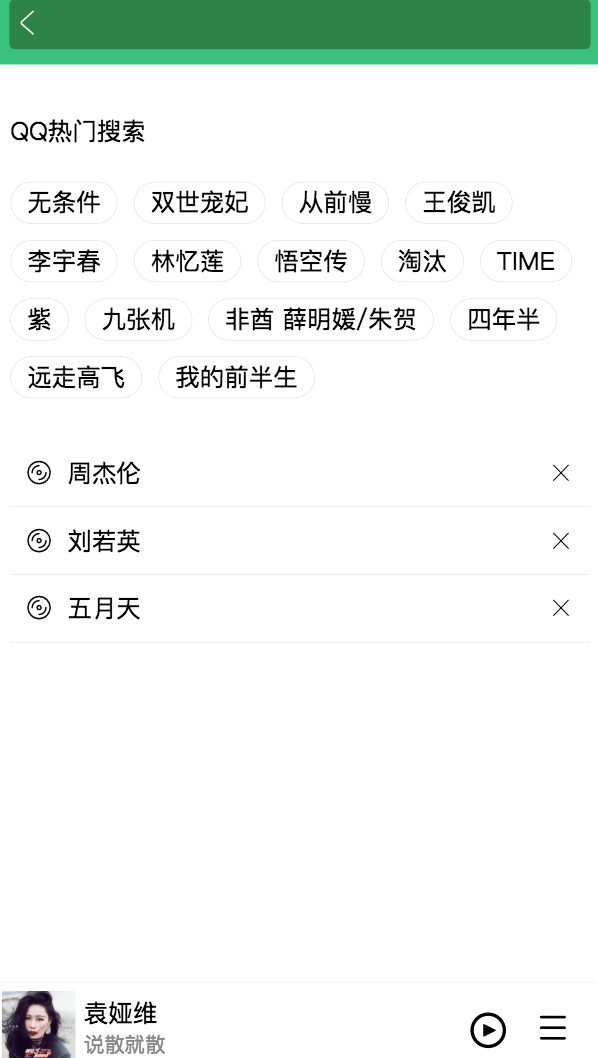 QQ热门搜索
无条件 双世宠妃 从前慢 王俊凯
李宇春 林忆莲 悟空传 淘汰 TIME
紫 九张机 非酋 薛明媛/朱贺 四年半
远走高飞 我的前半生
周杰伦
刘若英
五月天
袁娅维
说散就散